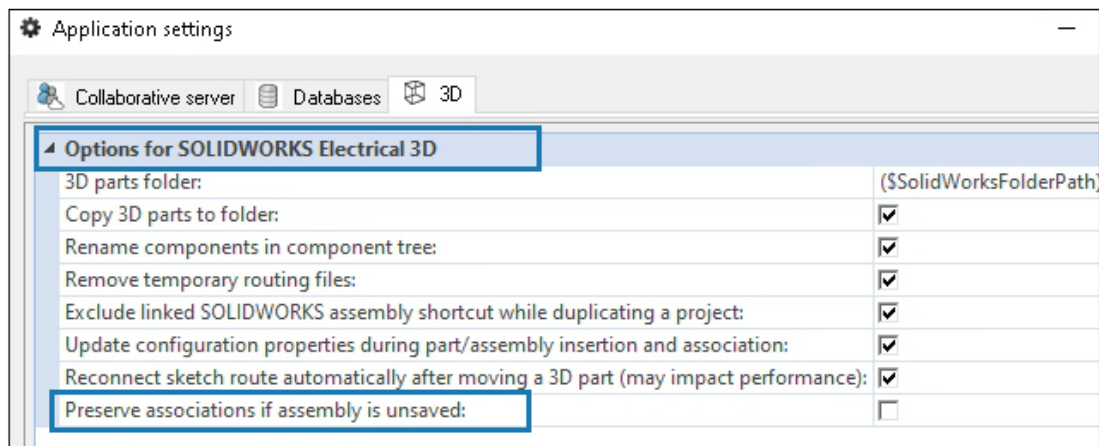 Application settings
Collaborative server Databases 3D
Options for SOLIDWORKS Electrical 3D
3D parts folder: ($SolidWorksFolderPath)
Copy 3D parts to folder:
Rename components in component tree:
Remove temporary routing files:
Exclude linked SOLIDWORKS assembly shortcut while duplicating a project:
Update configuration properties during part/assembly insertion and association:
Reconnect sketch route automatically after moving a 3D part (may impact performance):
Preserve associations if assembly is unsaved: